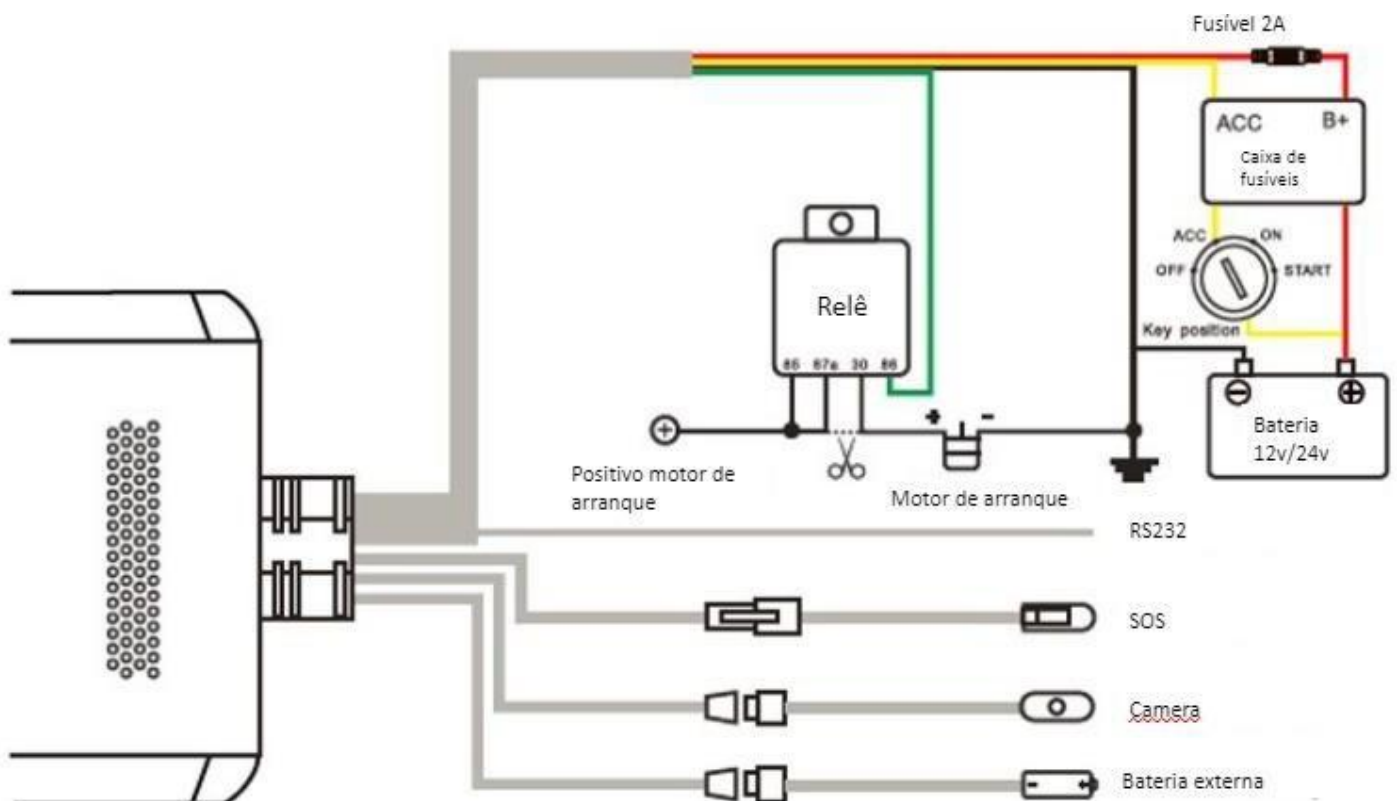 Fusível 2A
ACC B+
Caixa de
fusíveis
ACC ON
OFF START
Key position
Relê
85 87a 30 86
+ -
Bateria
12v/24v
Positivo motor de
arranque
Motor de arranque
RS232
SOS
Camera
Bateria externa